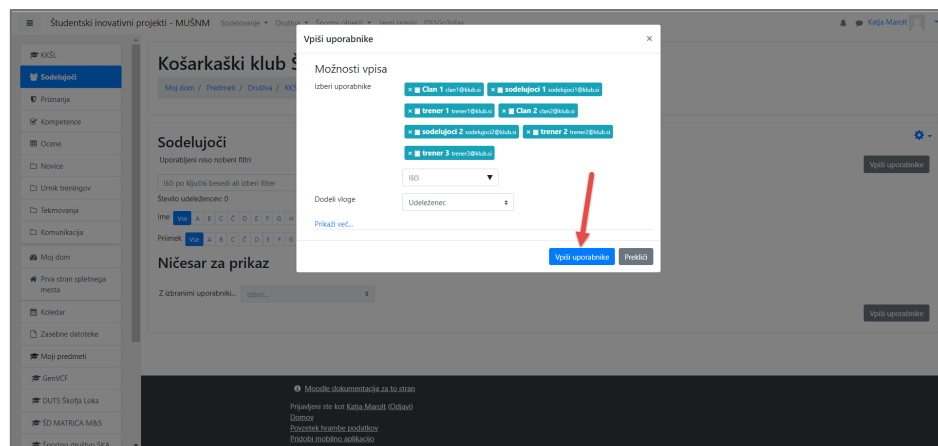 Študentski inovativni projekti - MUŠNM Sodelovanje Društva Športni objekti Javni razpisi
Katja Marolt
KKŠL
Sodelujoči
Priznanja
Kompetence
Ocene
Novice
Urnik treningov
Tekmovanja
Komunikacija
Moj dom
Prva stran spletnega
mesta
Koledar
Zasebne datoteke
Moji predmeti
GenVCF
DUTS Škofja Loka
ŠD MATRICA M&S
Športno društvo SKA
Košarkaški klub Š
Moj dom / Predmeti / Društva / KKŠ
Sodelujoči
Uporabljeni niso nobeni filtri
Vpiši uporabnike
Išči po ključni besedi ali izberi filter
Število udeležencev: 0
Ime Vse A B C Č D E F G H
Priimek Vse A B C Č D E F G
Ničesar za prikaz
Z izbranimi uporabniki... Izberi...
Vpiši uporabnike
Vpiši uporabnike ×
Možnosti vpisa
Izberi uporabnike
× Clan 1 clan1@klub.si × sodelujoci 1 sodelujoci1@klub.si
× trener 1 trener1@klub.si × Clan 2 clan2@klub.si
× sodelujoci 2 sodelujoci2@klub.si × trener 2 trener2@klub.si
× trener 3 trener3@klub.si
Išči ▼
Dodeli vloge Udeleženec
Prikaži več...
Vpiši uporabnike Prekliči
Moodle dokumentacija za to stran
Prijavljeni ste kot Katja Marolt (Odjavi)
Domov
Povzetek hrambe podatkov
Pridobi mobilno aplikacijo